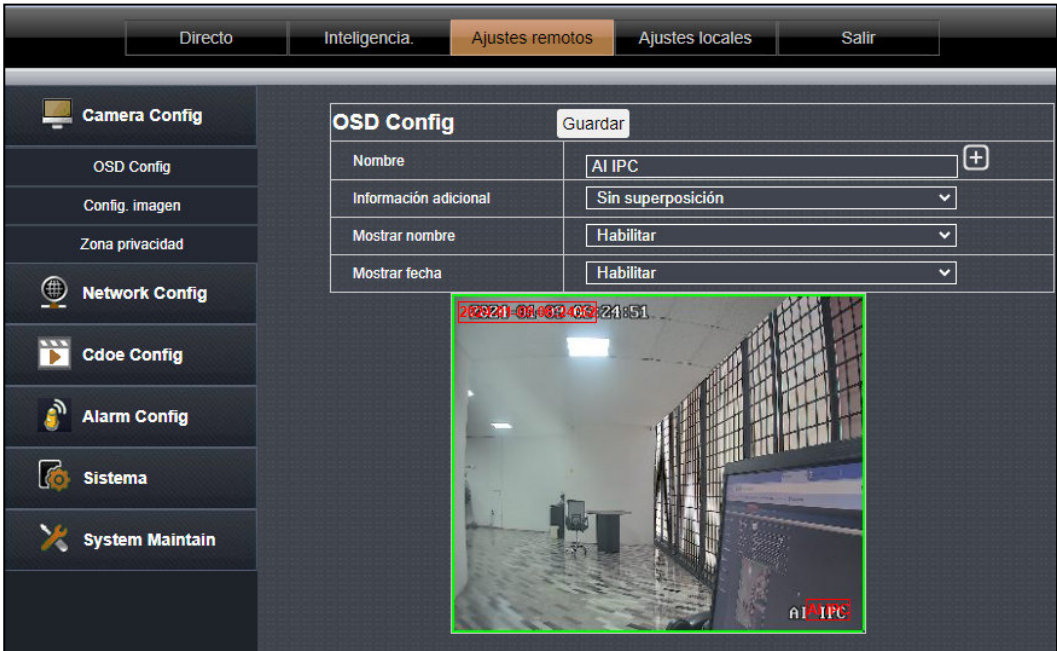 Directo
Inteligencia.
Ajustes remotos
Ajustes locales
Salir
Camera Config
OSD Config
Config. imagen
Zona privacidad
Network Config
Cdoe Config
Alarm Config
Sistema
System Maintain
OSD Config
Guardar
Nombre
AI IPC
Información adicional
Sin superposición
Mostrar nombre
Habilitar
Mostrar fecha
Habilitar
AI IPC